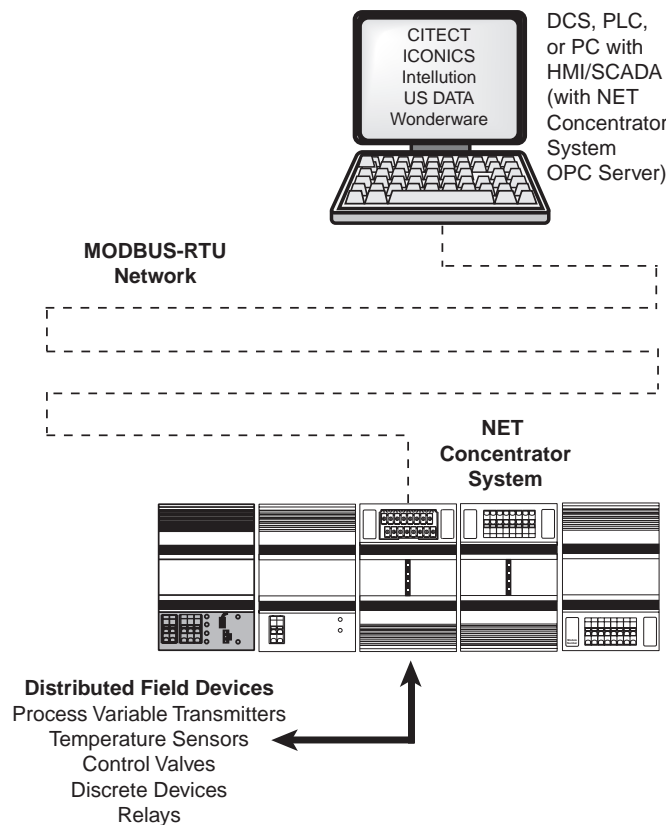 CITECT
ICONICS
Intellution
US DATA
Wonderware
DCS, PLC,
or PC with
HMI/SCADA
(with NET
Concentrator
System
OPC Server)
MODBUS-RTU
Network
NET
Concentrator
System
Distributed Field Devices
Process Variable Transmitters
Temperature Sensors
Control Valves
Discrete Devices
Relays